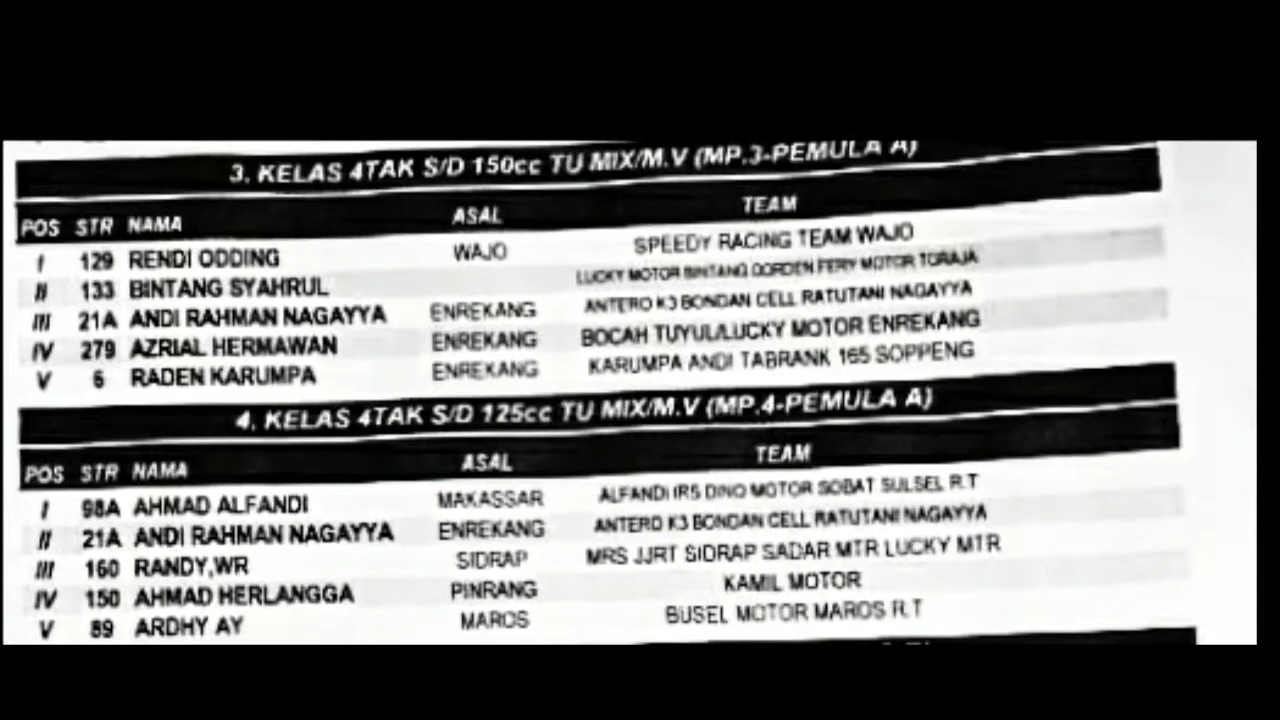 3. KELAS 4TAK S/D 150cc TU MIX/M.V (MP.3-PEMULA A)
POS STR NAMA ASAL TEAM
I 129 RENDI ODDING WAJO SPEEDY RACING TEAM WAJO
II 133 BINTANG SYAHRUL LUCKY MOTOR BINTANG GORDEN FERY MOTOR TORAJA
III 21A ANDI RAHMAN NAGAYYA ENREKANG ANTERO K3 BONDAN CELL RATUTANI NAGAYYA
IV 279 AZRIAL HERMAWAN ENREKANG BOCAH TUYUL/LUCKY MOTOR ENREKANG
V 6 RADEN KARUMPA ENREKANG KARUMPA ANDI TABRANK 165 SOPPENG
4. KELAS 4TAK S/D 125cc TU MIX/M.V (MP.4-PEMULA A)
POS STR NAMA ASAL TEAM
I 98A AHMAD ALFANDI MAKASSAR ALFANDI IRS DINO MOTOR SOBAT SULSEL R.T
II 21A ANDI RAHMAN NAGAYYA ENREKANG ANTERO K3 BONDAN CELL RATUTANI NAGAYYA
III 160 RANDY,WR SIDRAP MRS JJRT SIDRAP SADAR MTR LUCKY MTR
IV 150 AHMAD HERLANGGA PINRANG KAMIL MOTOR
V 89 ARDHY AY MAROS BUSEL MOTOR MAROS R.T